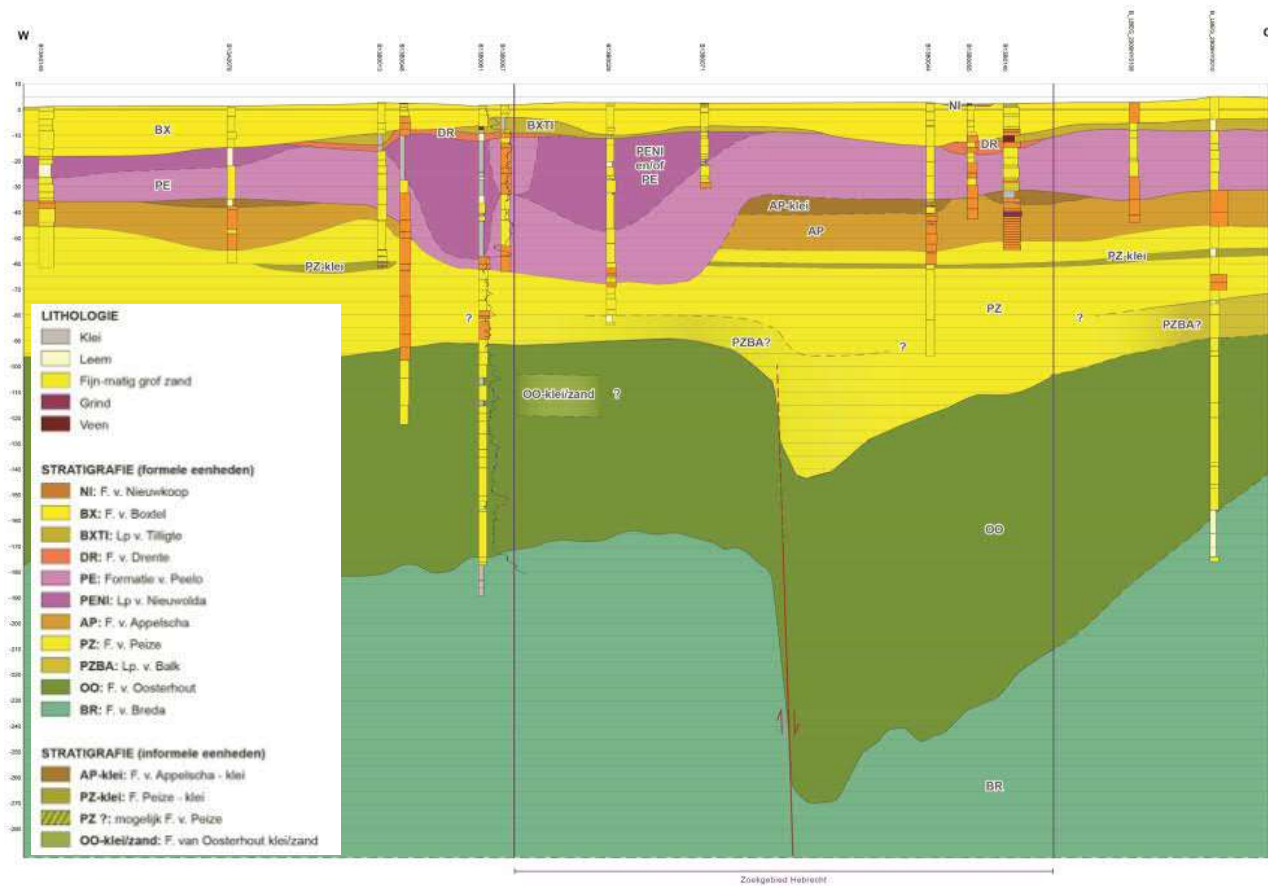 W
BX
PE
DR
BXTI
PENI
en/of
PE
NI
DR
AP-klei
AP
PZ-klei
PZ-klei
PZ
?
PZBA?
?
?
PZBA?
OO-klei/zand ?
OO
BR
LITHOLOGIE
Klei
Leem
Fijn-matig grof zand
Grind
Veen
STRATIGRAFIE (formele eenheden)
NI: F. v. Nieuwkoop
BX: F. v. Boxtel
BXTI: Lp v. Tilligte
DR: F. v. Drente
PE: Formatie v. Peelo
PENI: Lp v. Nieuwolda
AP: F. v. Appelscha
PZ: F. v. Peize
PZBA: Lp. v. Balk
OO: F. v. Oosterhout
BR: F. v. Breda
STRATIGRAFIE (informele eenheden)
AP-klei: F. v. Appelscha - klei
PZ-klei: F. Peize - klei
PZ ?: mogelijk F. v. Peize
OO-klei/zand: F. van Oosterhout klei/zand
Zoekgebied Hebrecht